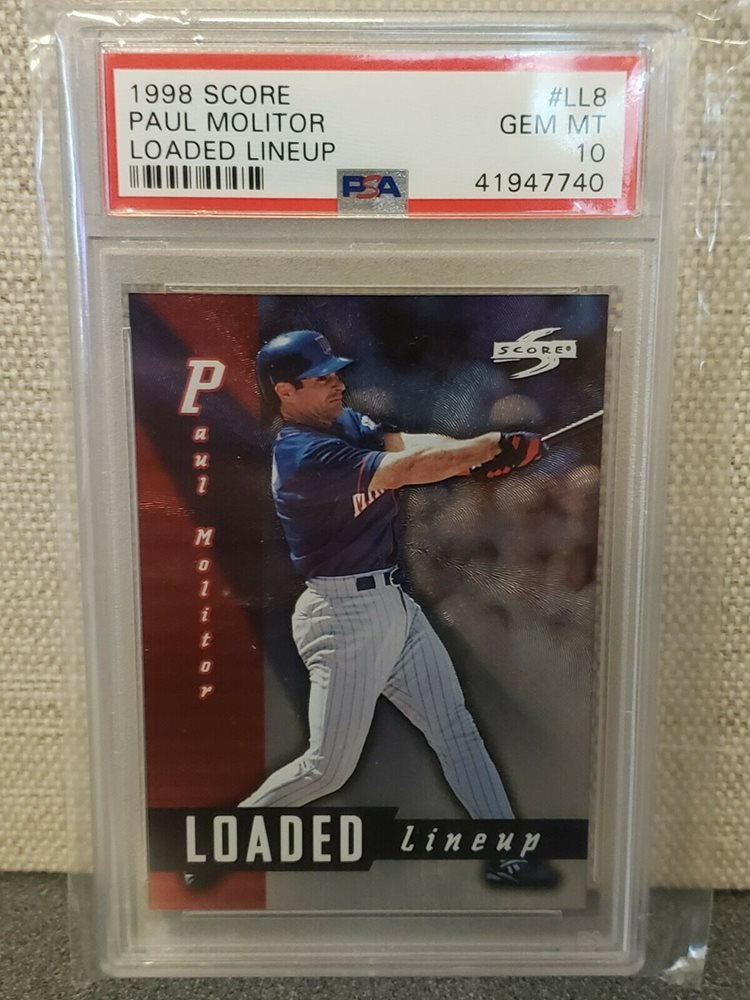 1998 SCORE #LL8
PAUL MOLITOR GEM MT
LOADED LINEUP 10
PSA 41947740
SCORE
Paul Molitor
LOADED lineup